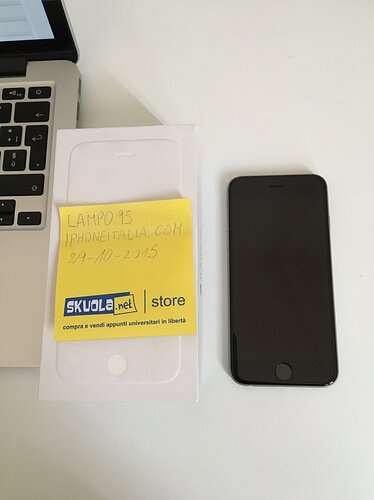 LAMPO95
IPHONEITALIA.COM
29-10-2015
SKUOLA.net | store
compra e vendi appunti universitari in libertà